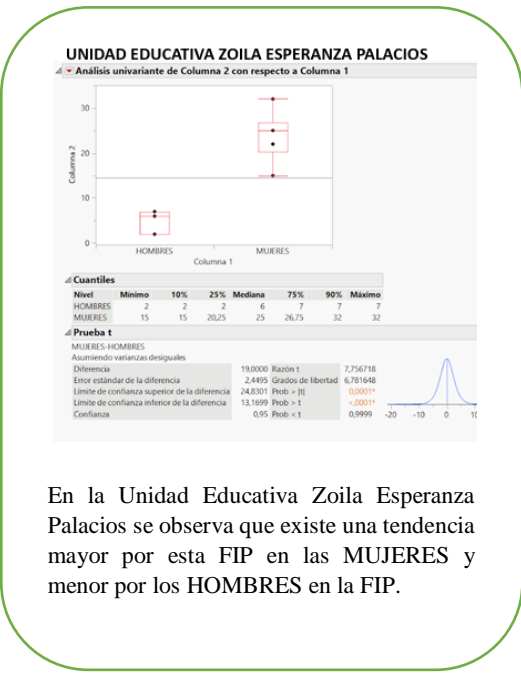 UNIDAD EDUCATIVA ZOILA ESPERANZA PALACIOS
Análisis univariante de Columna 2 con respecto a Columna 1
30
20
10
0
Columna 2
HOMBRES MUJERES
Columna 1
Cuantiles
Nivel Mínimo 10% 25% Mediana 75% 90% Máximo
HOMBRES 2 2 2 6 7 7 7
MUJERES 15 15 20,25 25 26,75 32 32
Prueba t
MUJERES-HOMBRES
Asumiendo varianzas desiguales
Diferencia 19,0000 Razón t 7,756718
Error estándar de la diferencia 2,4495 Grados de libertad 6,781648
Límite de confianza superior de la diferencia 24,8301 Prob > |t| 0,0001*
Límite de confianza inferior de la diferencia 13,1699 Prob > t <,0001*
Confianza 0,95 Prob < t 0,9999
-20 -10 0 10
En la Unidad Educativa Zoila Esperanza
Palacios se observa que existe una tendencia
mayor por esta FIP en las MUJERES y
menor por los HOMBRES en la FIP.